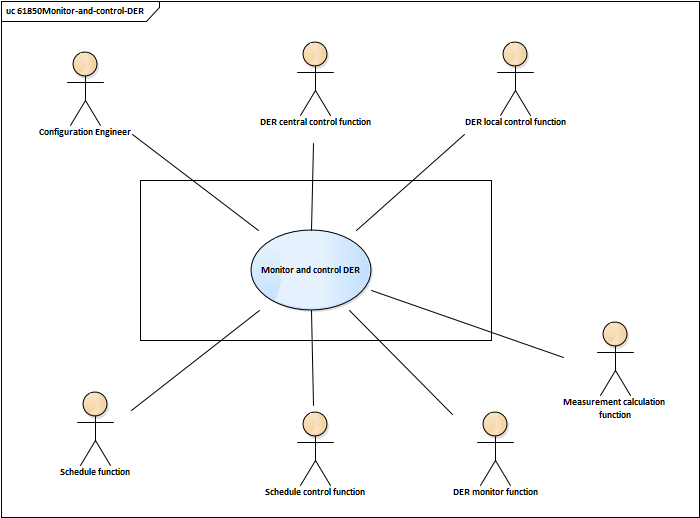 uc 61850Monitor-and-control-DER
Configuration Engineer
DER central control function
DER local control function
Monitor and control DER
Measurement calculation
function
Schedule function
Schedule control function
DER monitor function